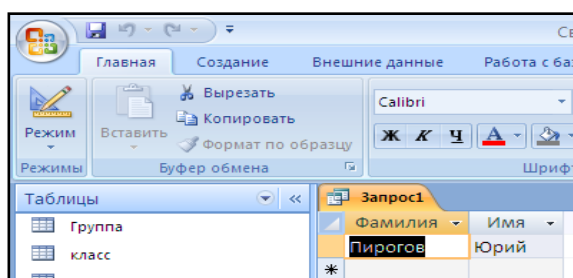 Св
Главная Создание Внешние данные Работа с ба
Вырезать
Копировать
Формат по образцу
Режим Вставить
Calibri
Ж К Ч
А
Режимы Буфер обмена Шриф
Таблицы Запрос1
Группа Фамилия Имя
класс Пирогов Юрий
*